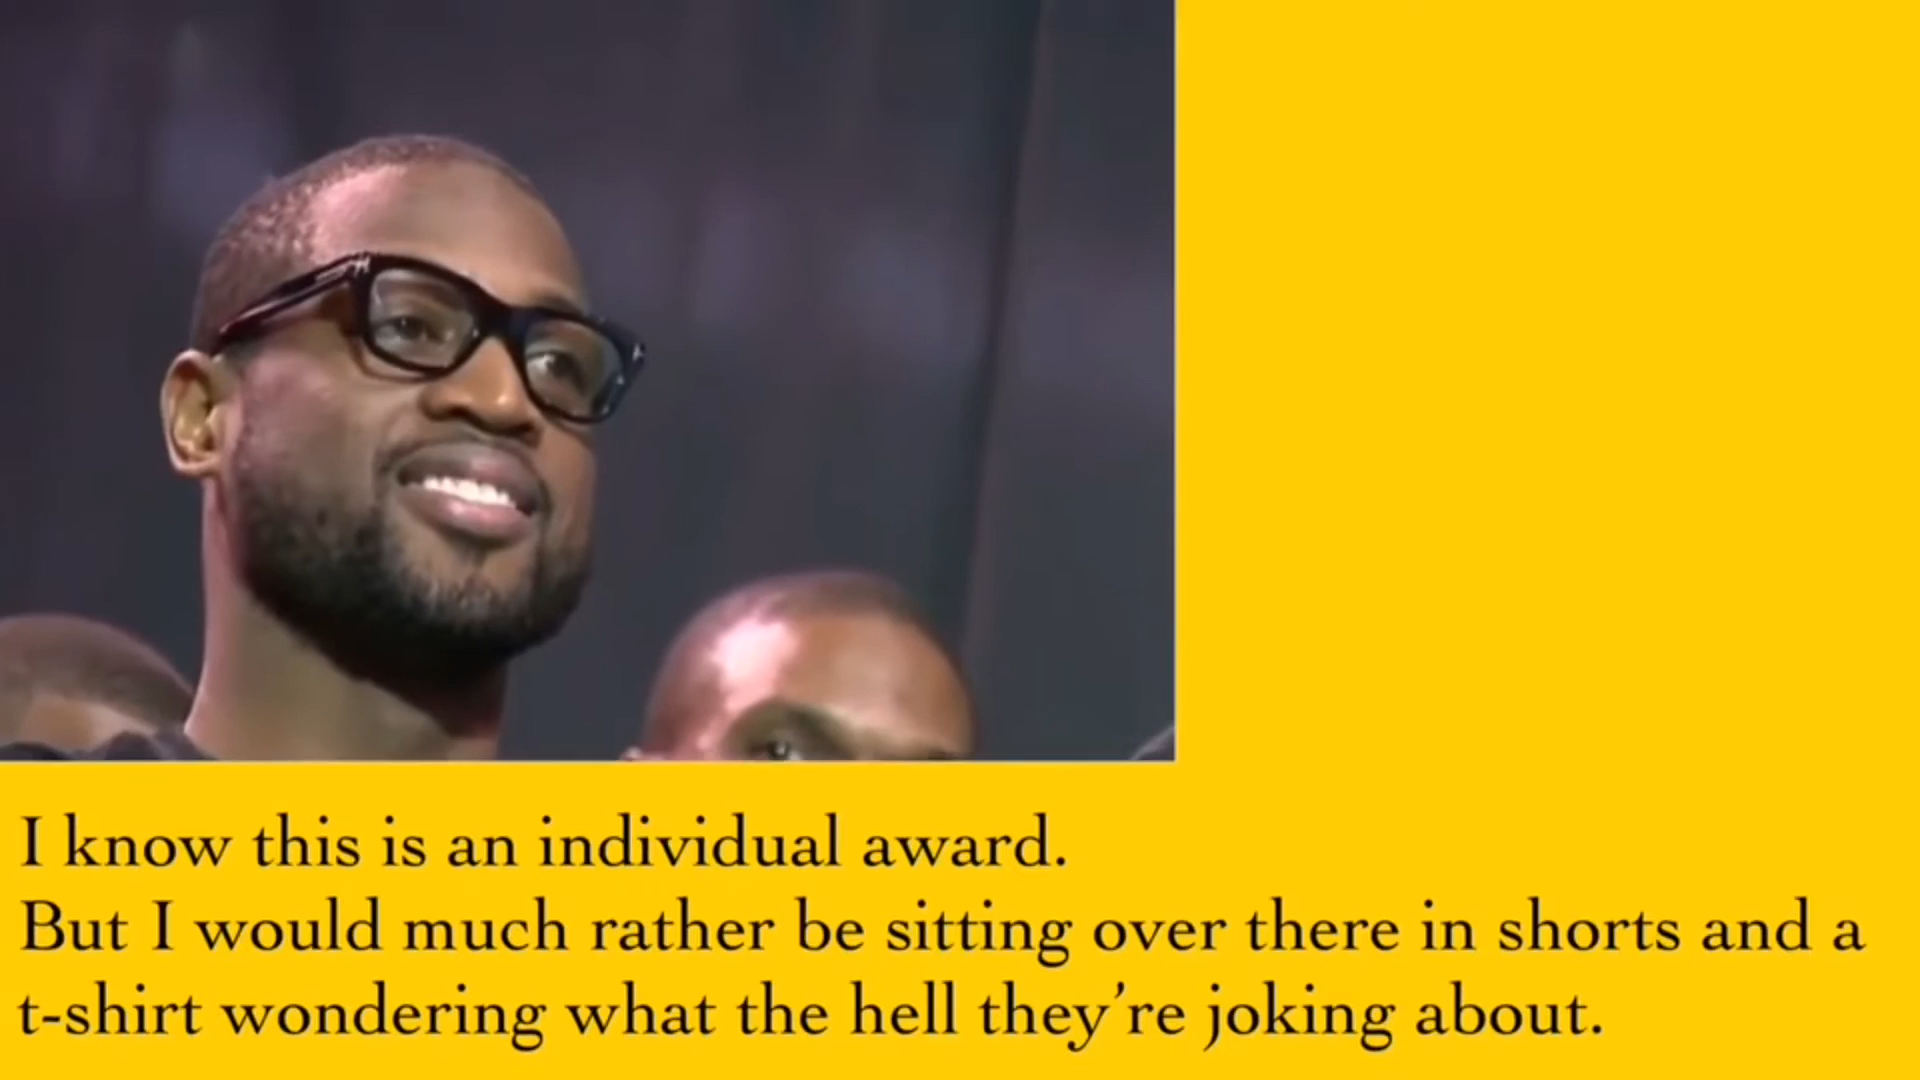 I know this is an individual award.
But I would much rather be sitting over there in shorts and a
t-shirt wondering what the hell they're joking about.